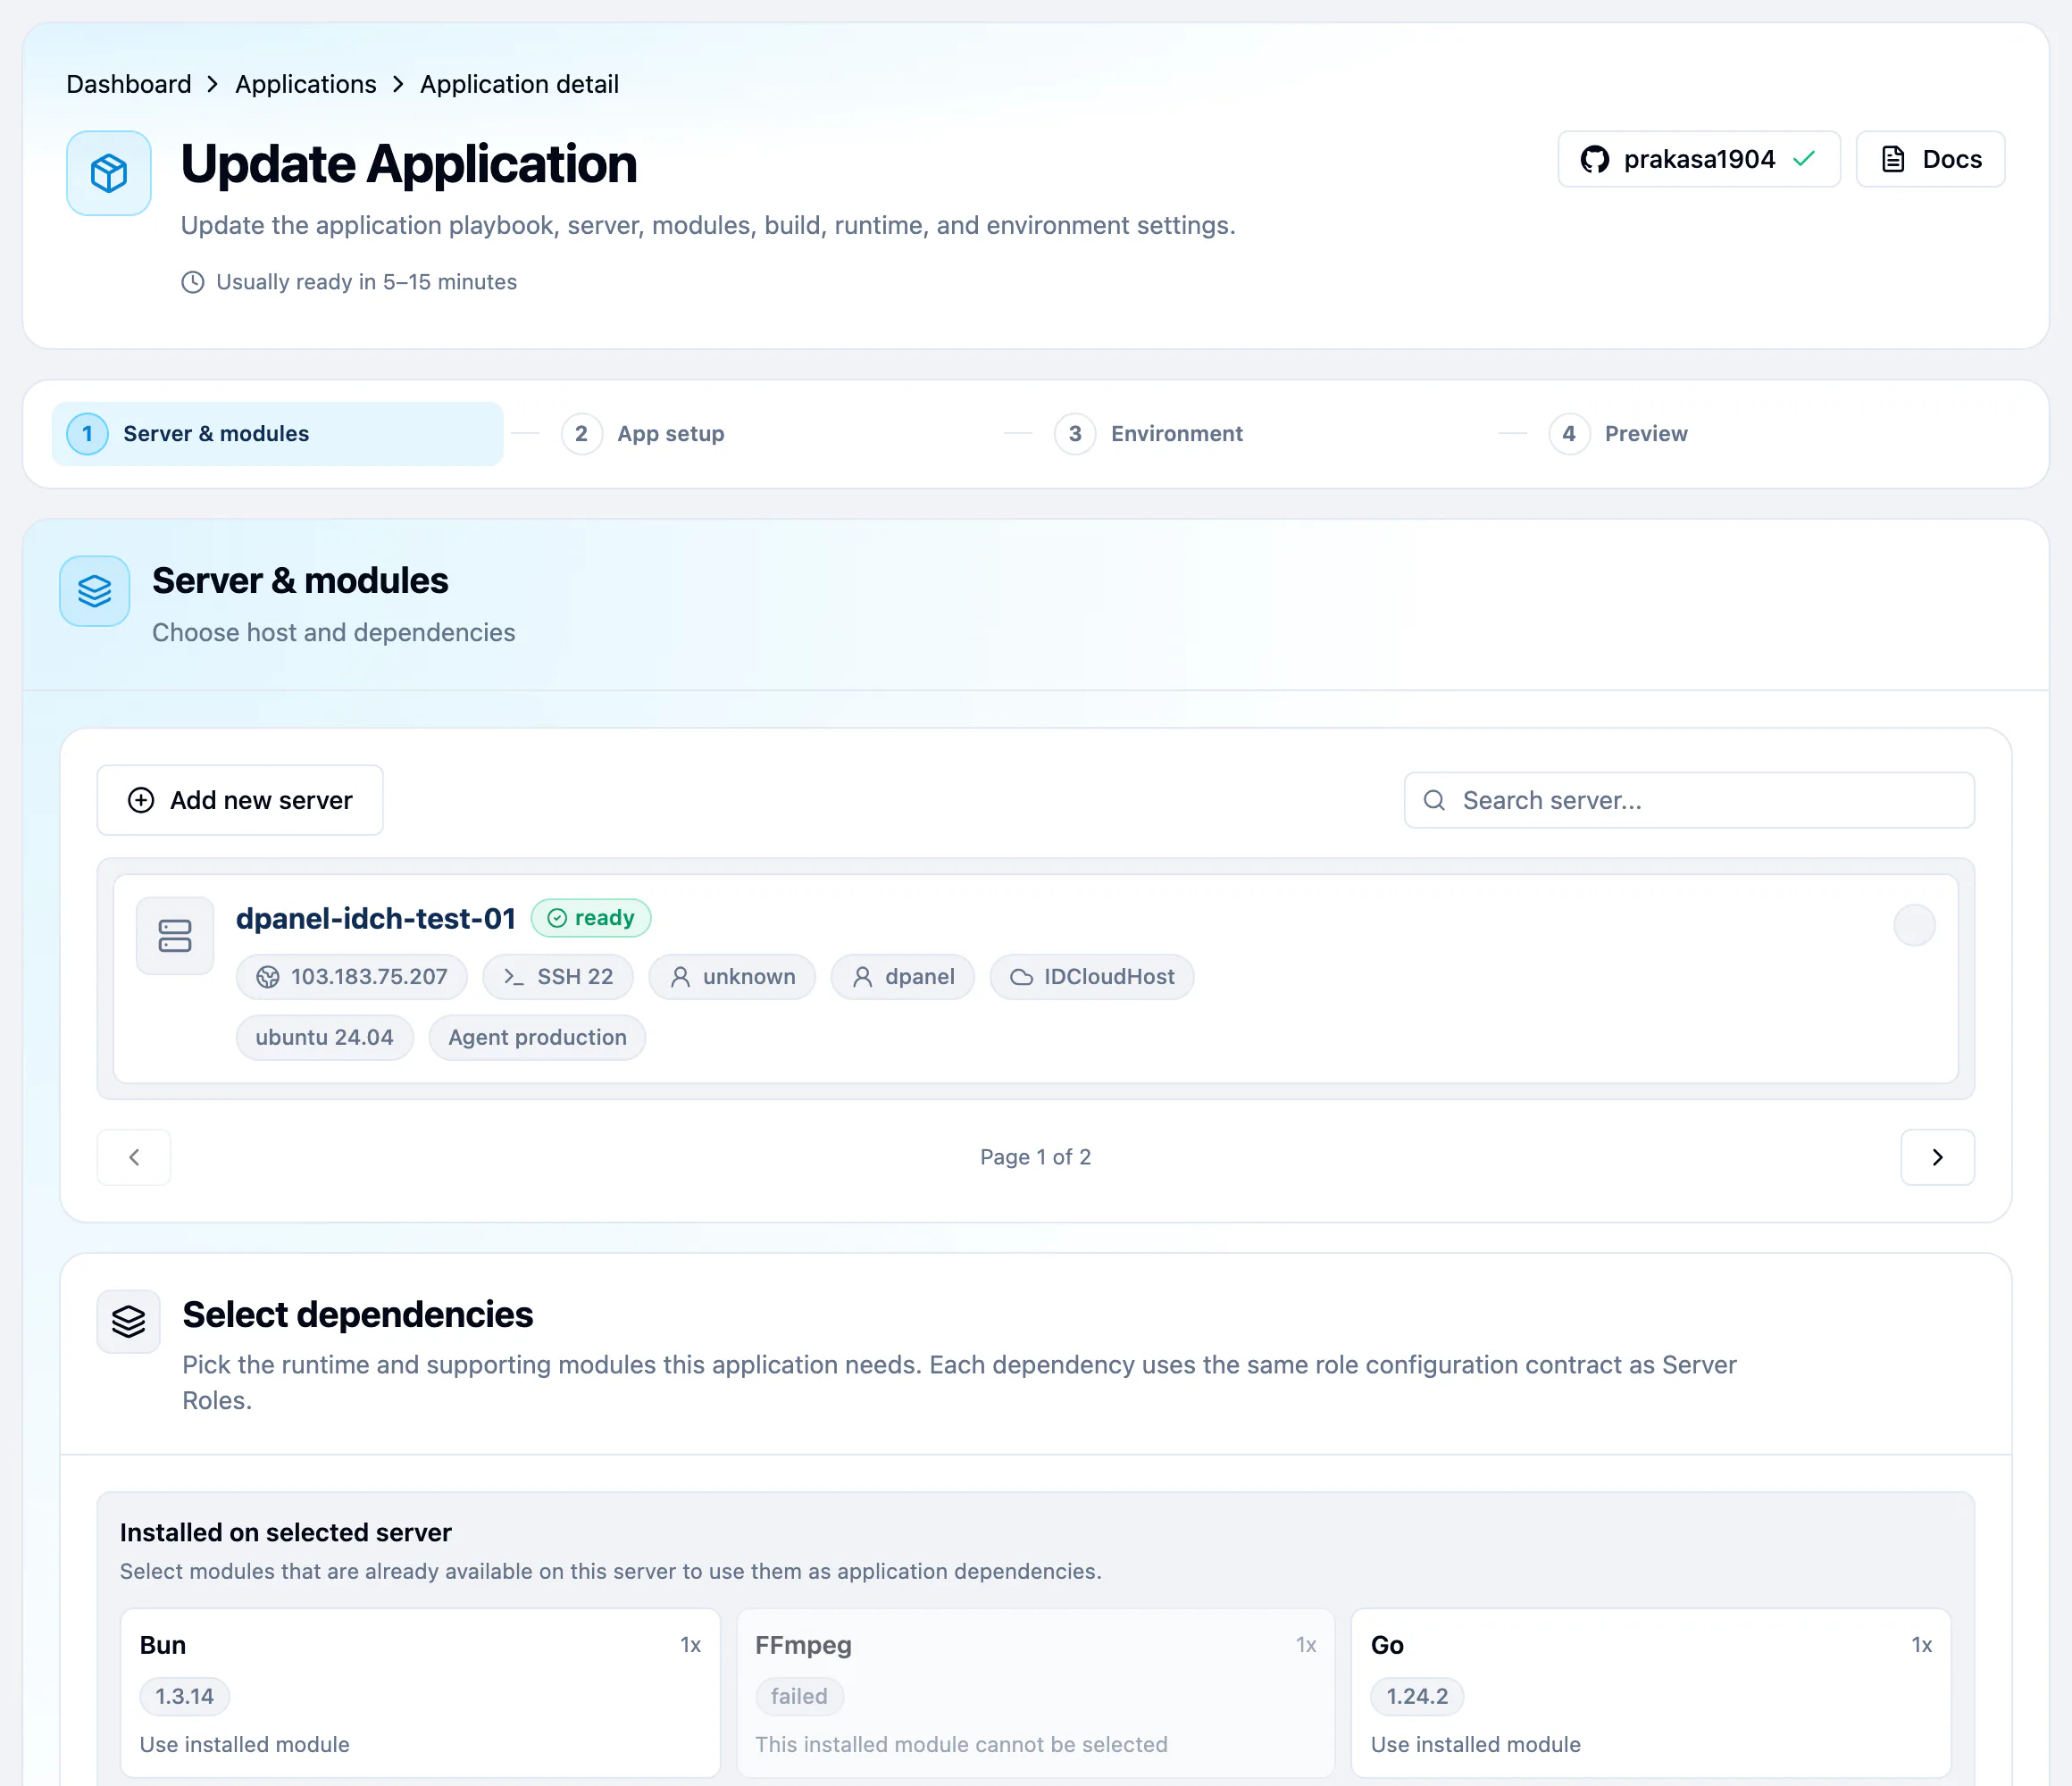 Dashboard > Applications > Application detail
Update Application
prakasa1904
Docs
Update the application playbook, server, modules, build, runtime, and environment settings.
Usually ready in 5–15 minutes
1 Server & modules
2 App setup
3 Environment
4 Preview
Server & modules
Choose host and dependencies
Add new server
Search server...
dpanel-idch-test-01 ready
103.183.75.207 SSH 22 unknown dpanel IDCloudHost
ubuntu 24.04 Agent production
Page 1 of 2
Select dependencies
Pick the runtime and supporting modules this application needs. Each dependency uses the same role configuration contract as Server
Roles.
Installed on selected server
Select modules that are already available on this server to use them as application dependencies.
Bun 1x
1.3.14
Use installed module
FFmpeg 1x
failed
This installed module cannot be selected
Go 1x
1.24.2
Use installed module